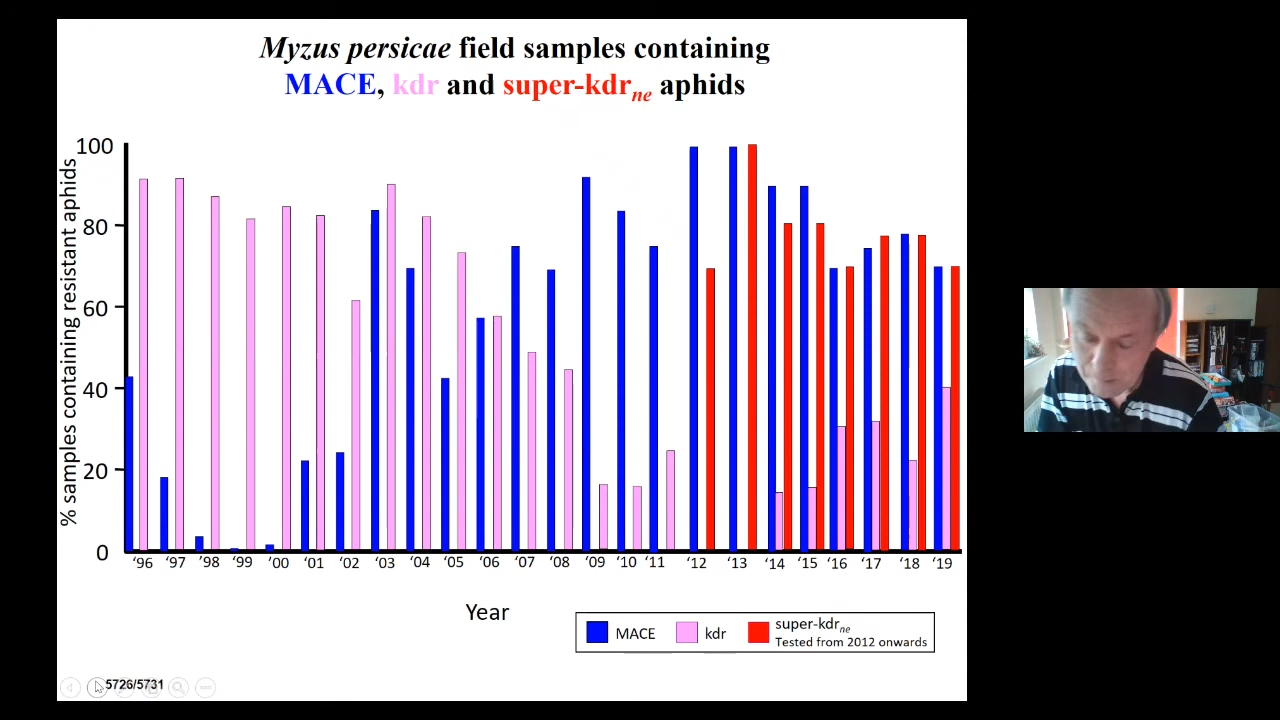 Myzus persicae field samples containing
MACE, kdr and super-kdrne aphids
% samples containing resistant aphids
100
80
60
40
20
0
‘96 ‘97 ‘98 ‘99 ‘00 ‘01 ‘02 ‘03 ‘04 ‘05 ‘06 ‘07 ‘08 ‘09 ‘10 ‘11 ‘12 ‘13 ‘14 ‘15 ‘16 ‘17 ‘18 ‘19
Year
MACE
kdr
super-kdrne
Tested from 2012 onwards
5726/5731